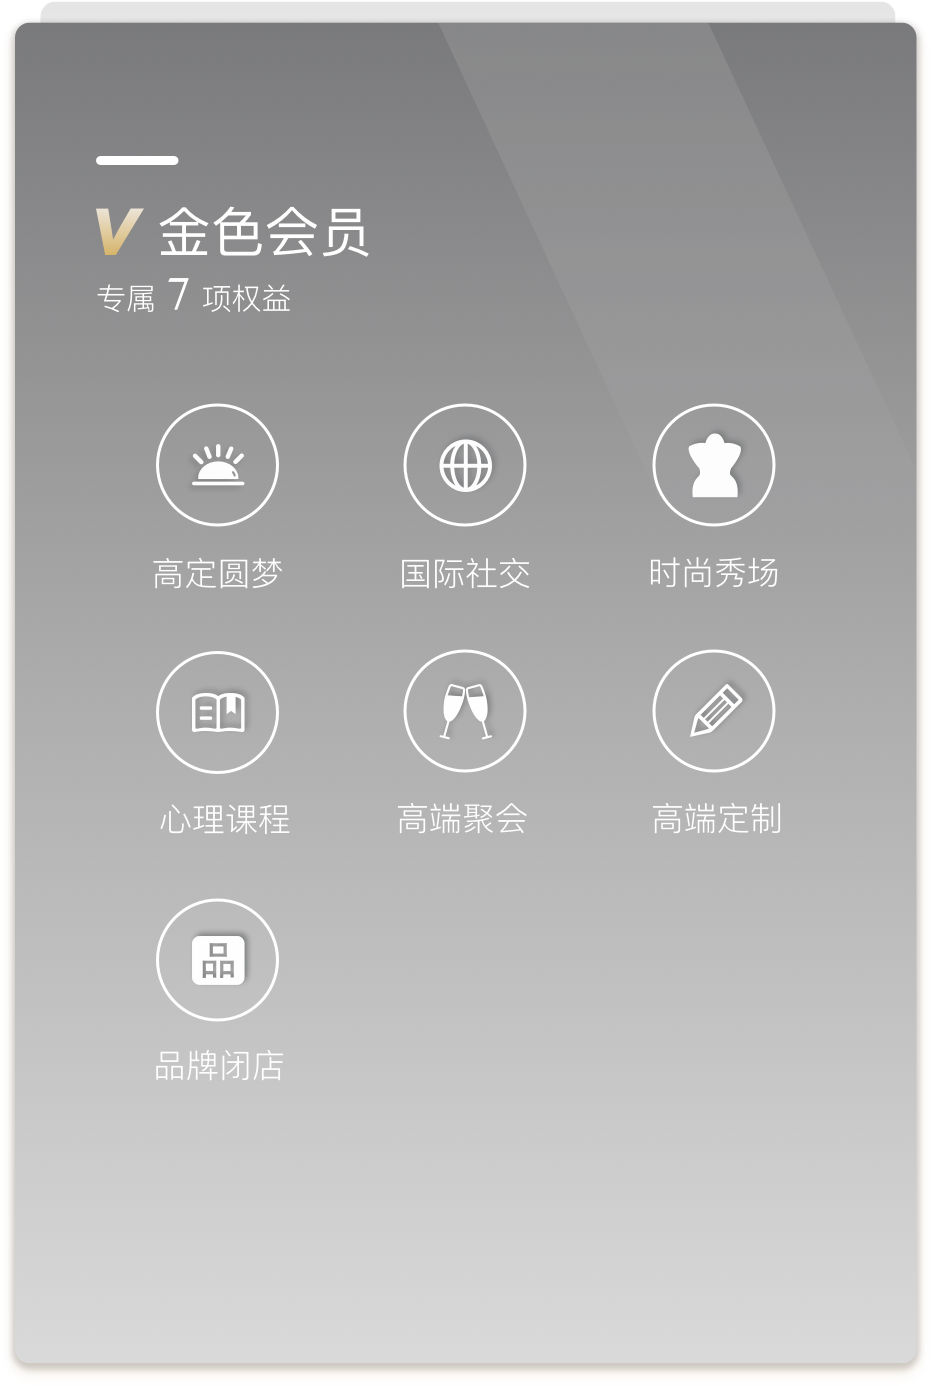 V 金色会员
专属 7 项权益
高定圆梦 国际社交 时尚秀场
心理课程 高端聚会 高端定制
品
品牌闭店